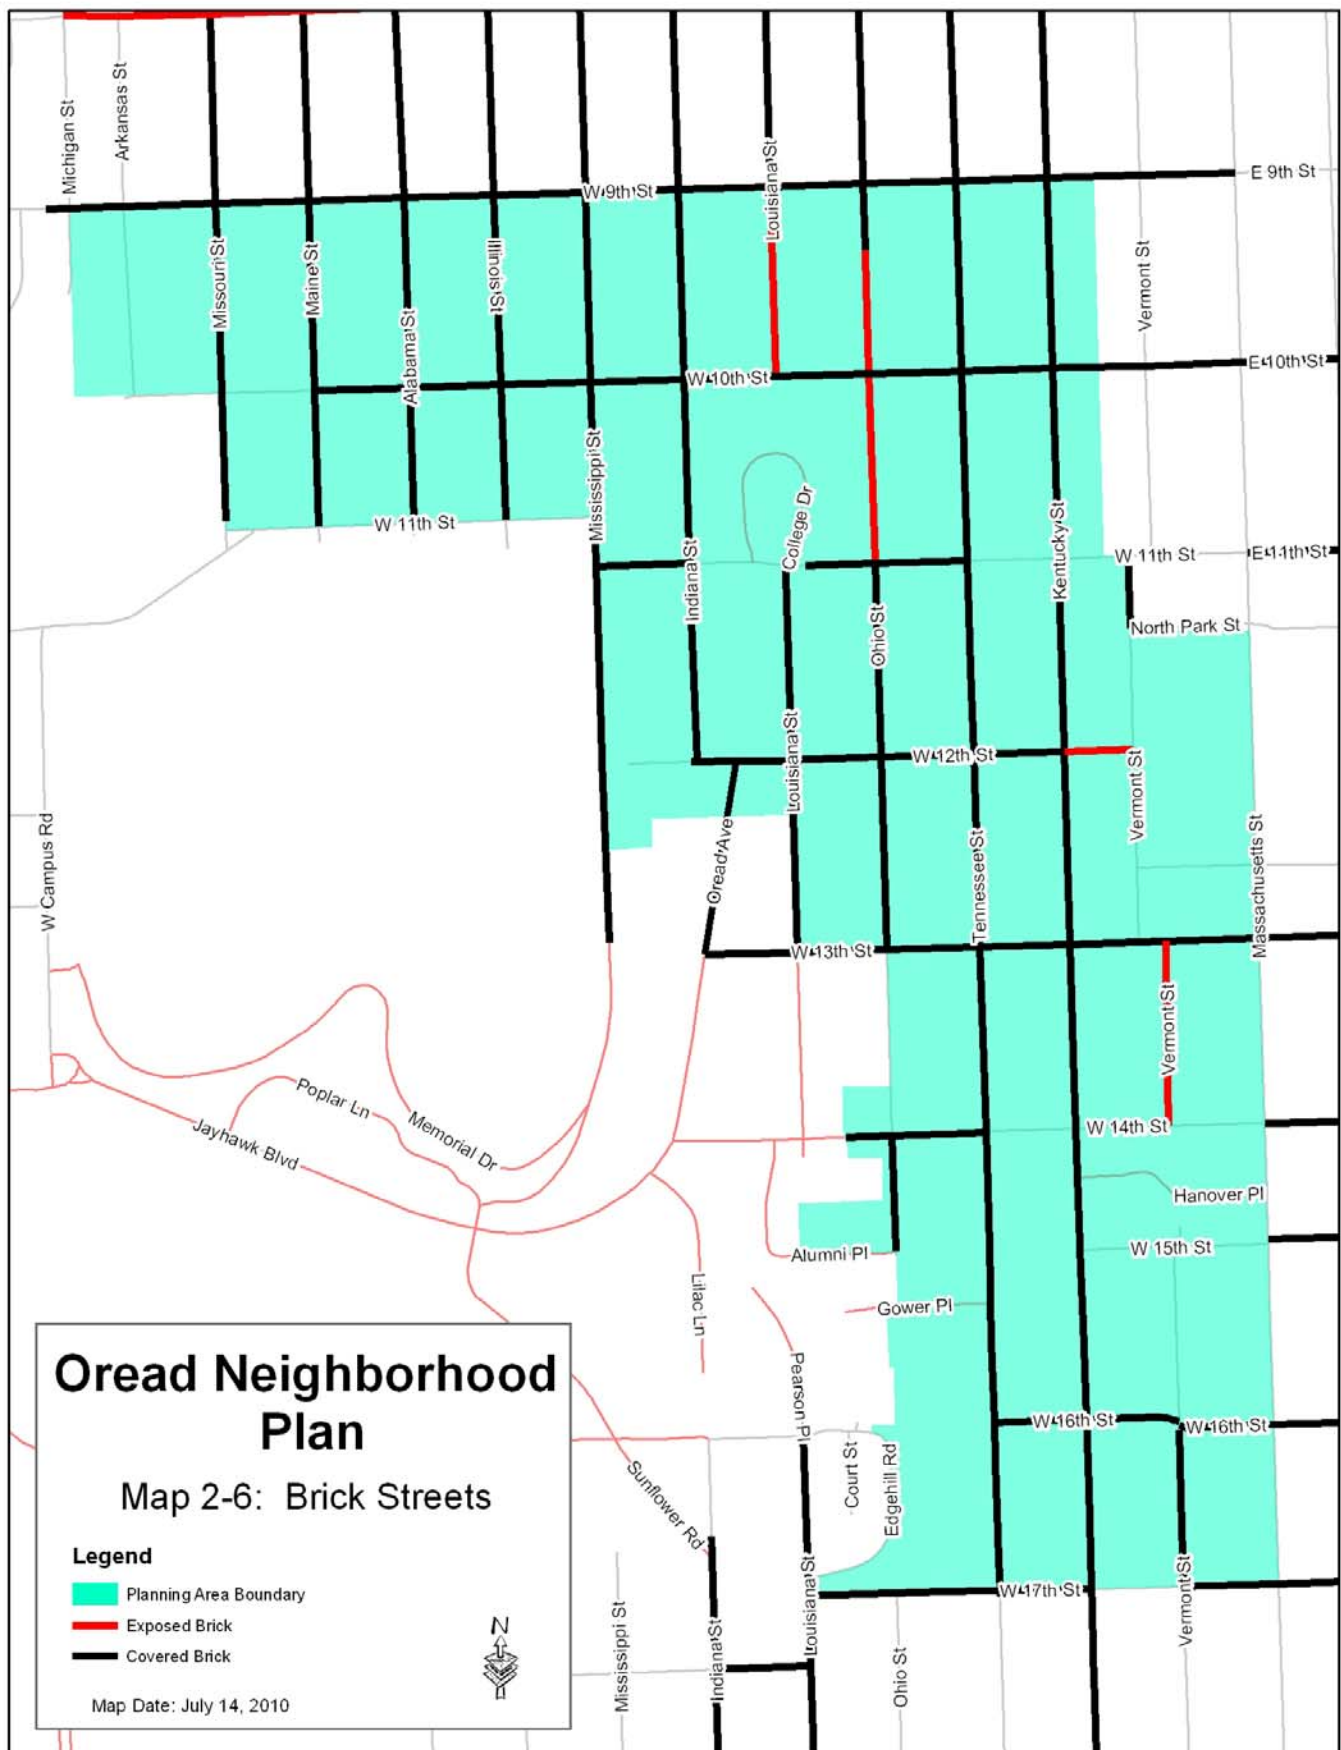 Michigan St
Arkansas St
Louisiana St
W 9th St
E 9th St
Missouri St
Maine St
Alabama St
Illinois St
Vermont St
W 10th St
E 10th St
Mississippi St
College Dr
Kentucky St
W 11th St
Indiana St
W 11th St
E 11th St
Ohio St
North Park St
Louisiana St
W 12th St
Vermont St
W Campus Rd
Oread Ave
Tennessee St
Massachusetts St
W 13th St
Vermont St
Poplar Ln
Memorial Dr
Jayhawk Blvd
W 14th St
Hanover Pl
Alumni Pl
W 15th St
Lilac Ln
Gower Pl
Pearson Pl
W 16th St
W 16th St
Court St
Edgehill Rd
Sunflower Rd
W 17th St
Louisiana St
Vermont St
Mississippi St
Indiana St
Ohio St
Oread Neighborhood
Plan
Map 2-6: Brick Streets
Legend
Planning Area Boundary
Exposed Brick
Covered Brick
N
Map Date: July 14, 2010